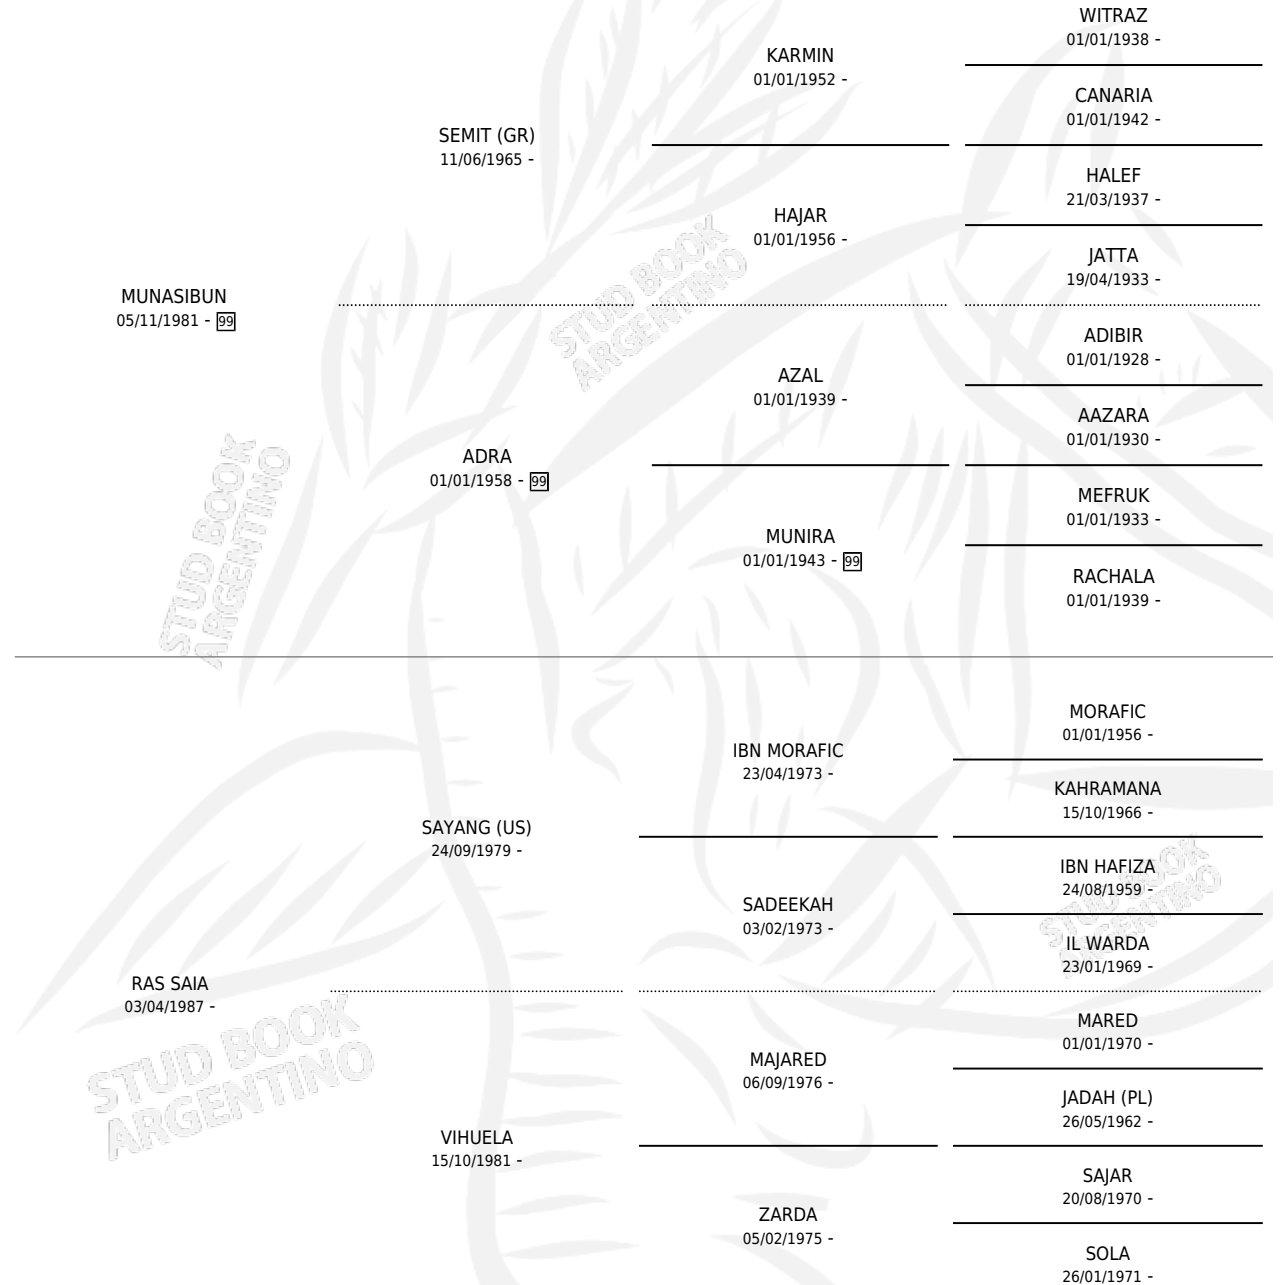 WITRAZ
01/01/1938 -
KARMIN
01/01/1952 -
CANARIA
01/01/1942 -
SEMIT (GR)
11/06/1965 -
HALEF
21/03/1937 -
HAJAR
01/01/1956 -
JATTA
19/04/1933 -
MUNASIBUN
05/11/1981 - 99
ADIBIR
01/01/1928 -
AZAL
01/01/1939 -
AAZARA
01/01/1930 -
ADRA
01/01/1958 - 99
MEFRUK
01/01/1933 -
MUNIRA
01/01/1943 - 99
RACHALA
01/01/1939 -
STUD BOOK
ARGENTINO
STUD BOOK
ARGENTINO
MORAFIC
01/01/1956 -
IBN MORAFIC
23/04/1973 -
KAHRAMANA
15/10/1966 -
SAYANG (US)
24/09/1979 -
IBN HAFIZA
24/08/1959 -
SADEEKAH
03/02/1973 -
IL WARDA
23/01/1969 -
STUD BOOK
ARGENTINO
RAS SAIA
03/04/1987 -
MARED
01/01/1970 -
MAJARED
06/09/1976 -
JADAH (PL)
26/05/1962 -
STUD BOOK
ARGENTINO
VIHUELA
15/10/1981 -
SAJAR
20/08/1970 -
ZARDA
05/02/1975 -
SOLA
26/01/1971 -